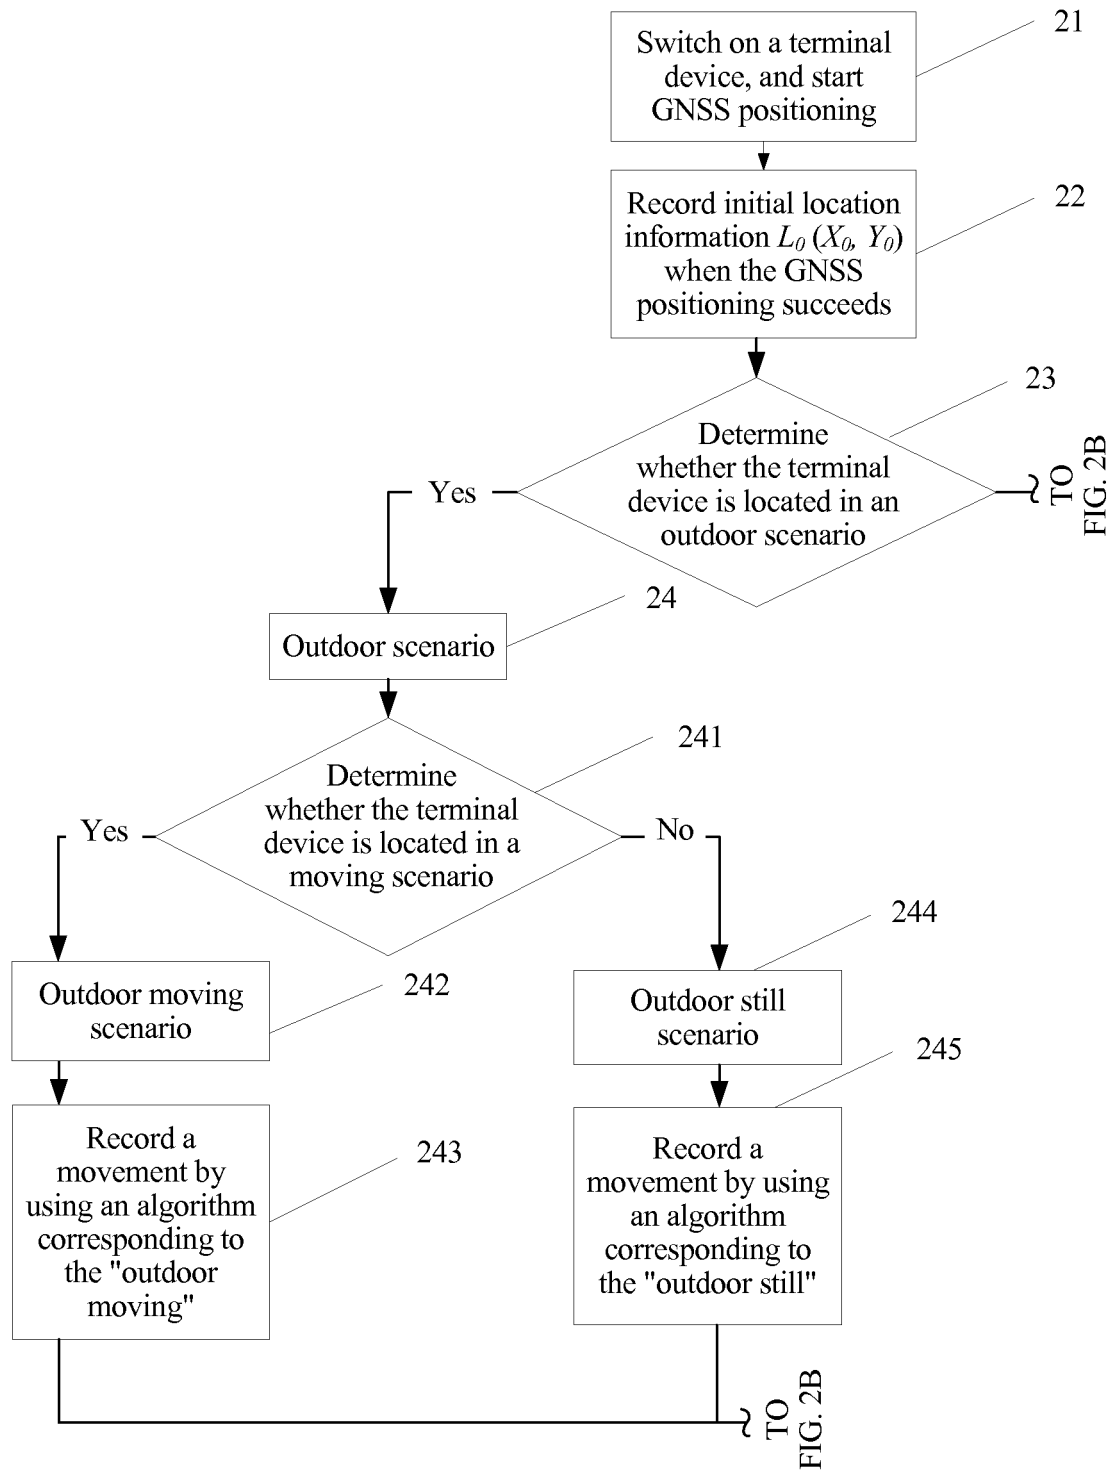 21
Switch on a terminal
device, and start
GNSS positioning
22
Record initial location
information L₀ (X₀, Y₀)
when the GNSS
positioning succeeds
23
Determine
whether the terminal
device is located in an
outdoor scenario
TO
FIG. 2B
Yes
24
Outdoor scenario
241
Determine
whether the terminal
device is located in a
moving scenario
Yes
No
242
Outdoor moving
scenario
244
Outdoor still
scenario
243
Record a
movement by
using an algorithm
corresponding to
the "outdoor
moving"
245
Record a
movement by using
an algorithm
corresponding to
the "outdoor still"
TO
FIG. 2B